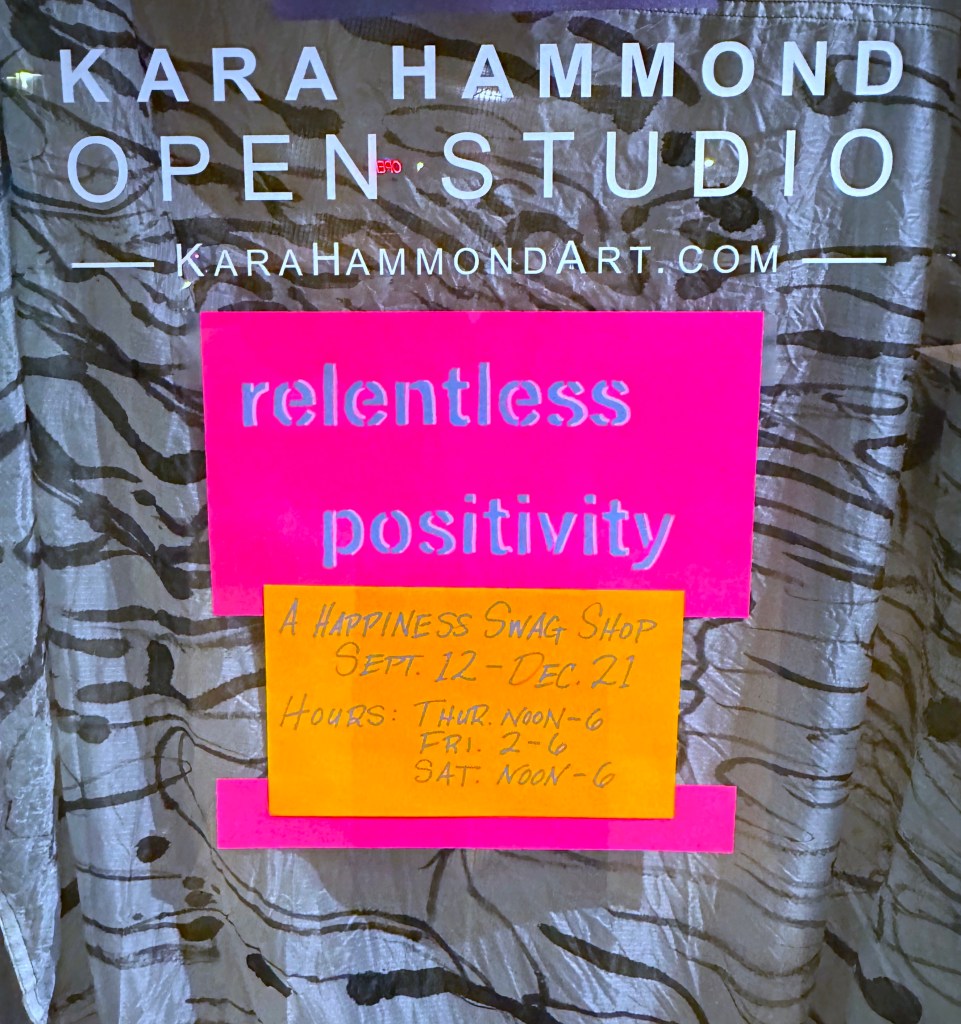 KARA HAMMOND
OPEN STUDIO
KARAHAMMONDART.COM
relentless
positivity
A HAPPINESS SWAG SHOP
SEPT. 12 – DEC. 21
HOURS: THUR. NOON – 6
FRI. 2 – 6
SAT. NOON – 6